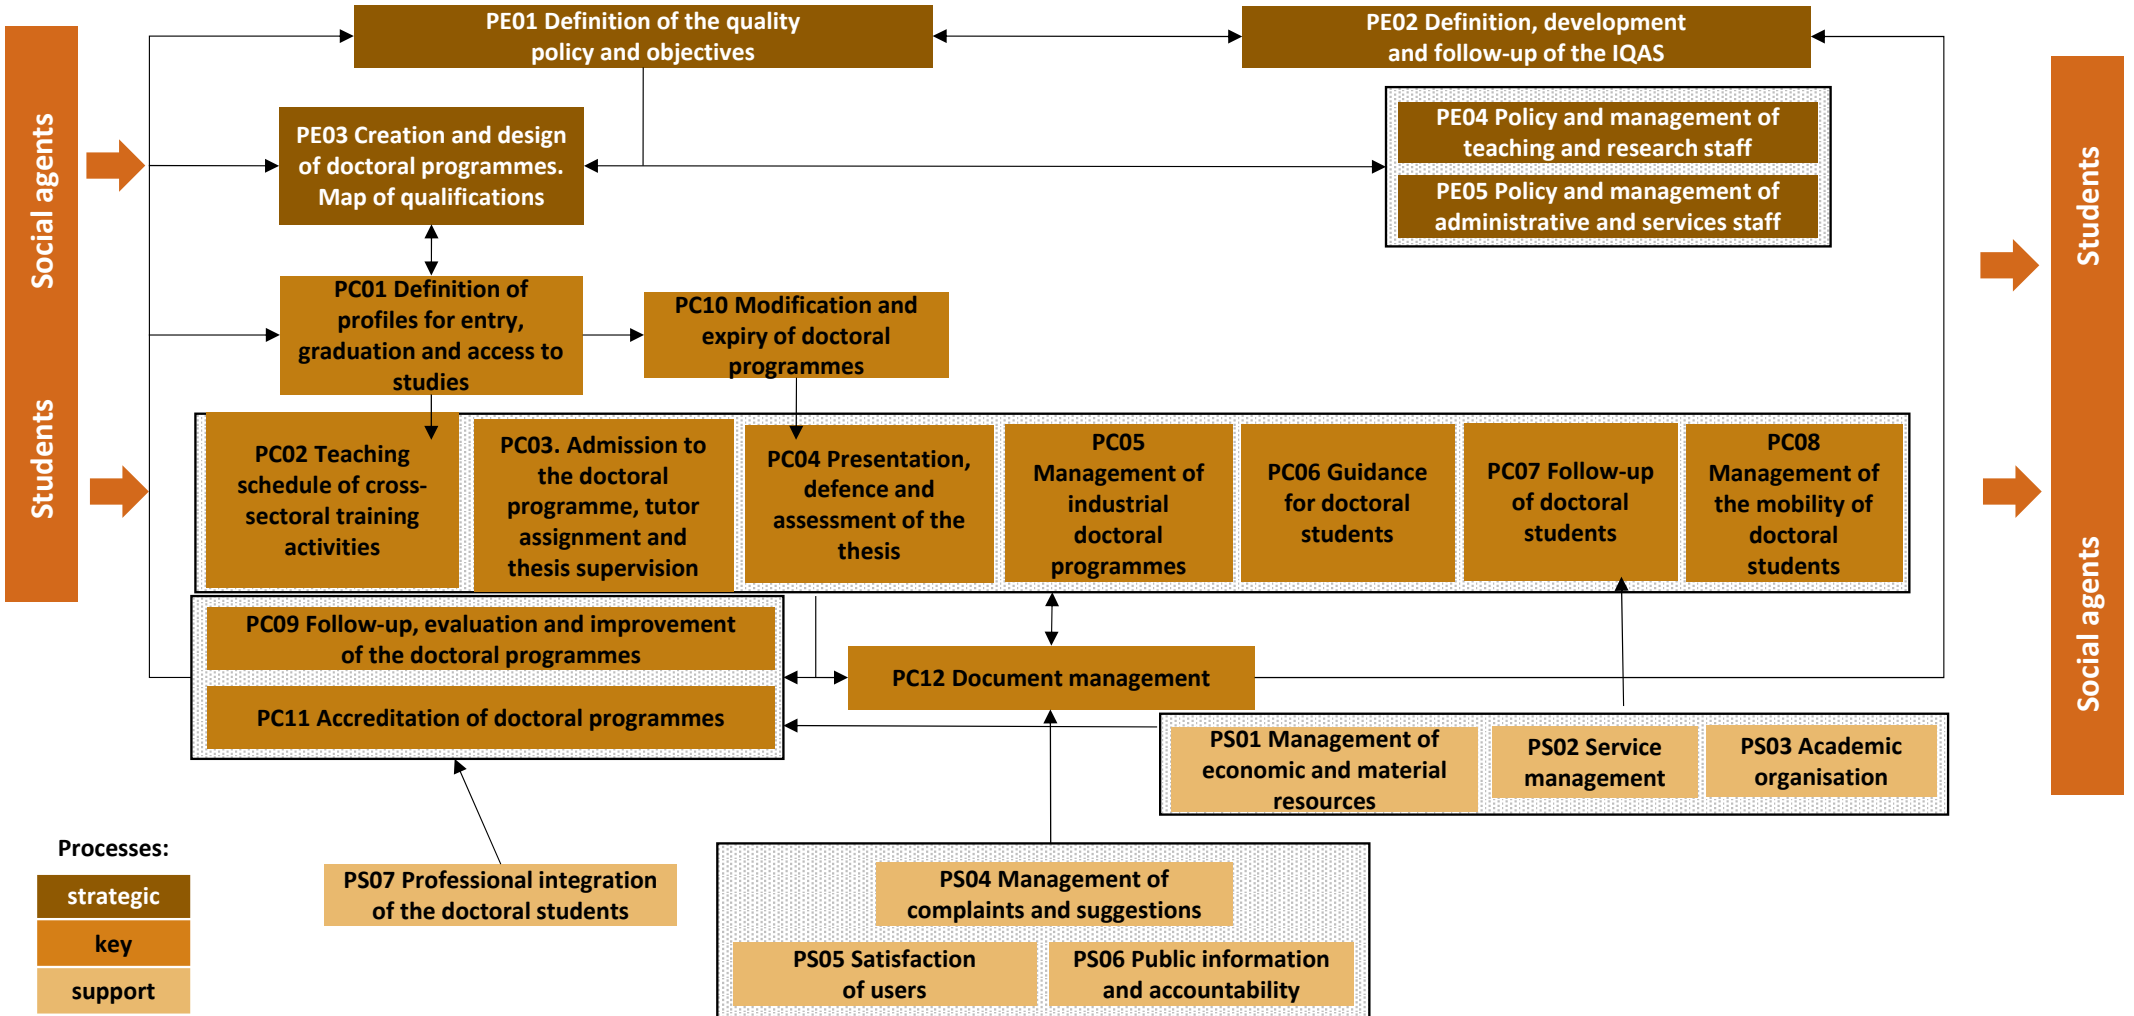 PE01 Definition of the quality
policy and objectives
PE02 Definition, development
and follow-up of the IQAS
Social agents
Students
PE03 Creation and design
of doctoral programmes.
Map of qualifications
PE04 Policy and management of
teaching and research staff
PE05 Policy and management of
administrative and services staff
Students
Social agents
PC01 Definition of
profiles for entry,
graduation and access to
studies
PC10 Modification and
expiry of doctoral
programmes
PC02 Teaching
schedule of cross-
sectoral training
activities
PC03. Admission to
the doctoral
programme, tutor
assignment and
thesis supervision
PC04 Presentation,
defence and
assessment of the
thesis
PC05
Management of
industrial
doctoral
programmes
PC06 Guidance
for doctoral
students
PC07 Follow-up
of doctoral
students
PC08
Management of
the mobility of
doctoral
students
PC09 Follow-up, evaluation and improvement
of the doctoral programmes
PC11 Accreditation of doctoral programmes
PC12 Document management
PS01 Management of
economic and material
resources
PS02 Service
management
PS03 Academic
organisation
Processes:
strategic
key
support
PS07 Professional integration
of the doctoral students
PS04 Management of
complaints and suggestions
PS05 Satisfaction
of users
PS06 Public information
and accountability